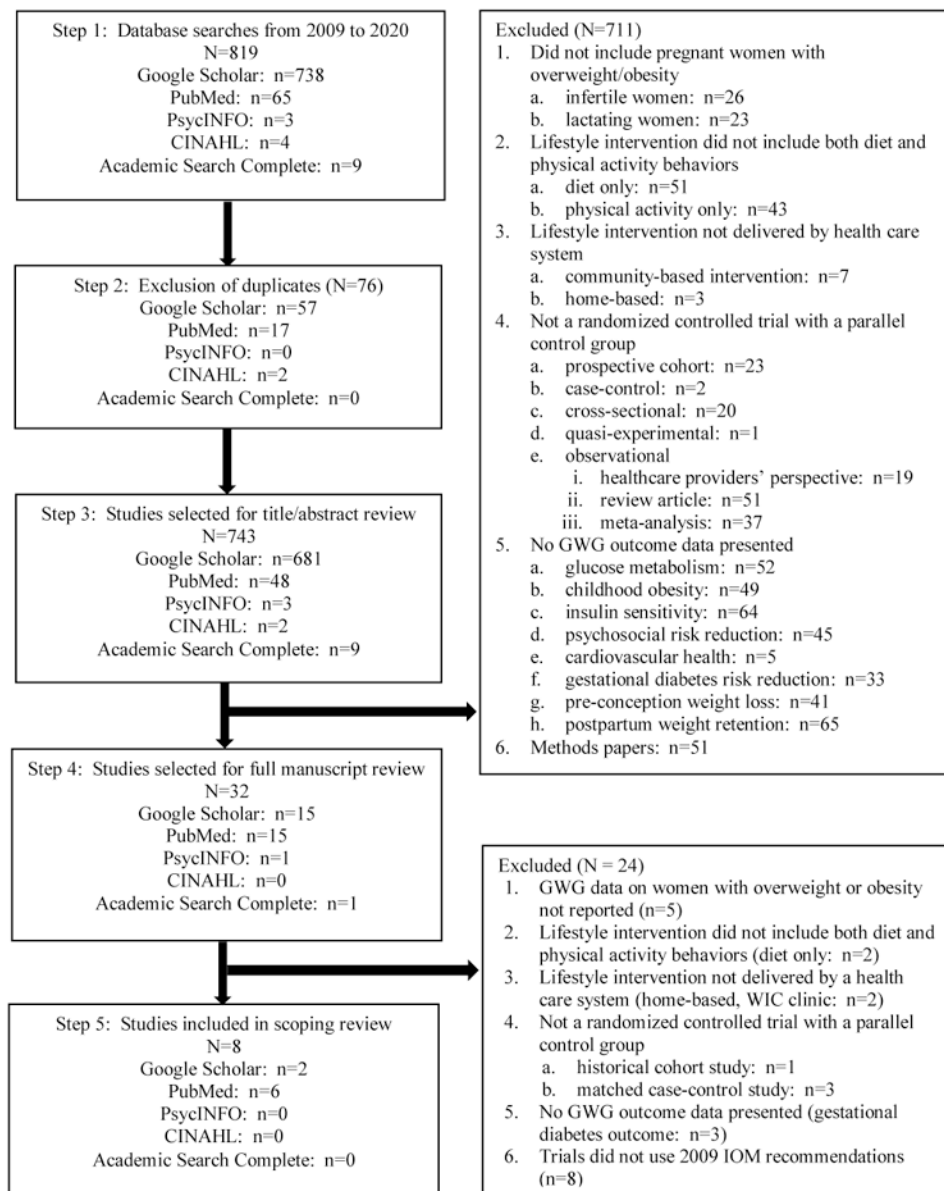 Step 1: Database searches from 2009 to 2020
N=819
Google Scholar: n=738
PubMed: n=65
PsycINFO: n=3
CINAHL: n=4
Academic Search Complete: n=9
Step 2: Exclusion of duplicates (N=76)
Google Scholar: n=57
PubMed: n=17
PsycINFO: n=0
CINAHL: n=2
Academic Search Complete: n=0
Step 3: Studies selected for title/abstract review
N=743
Google Scholar: n=681
PubMed: n=48
PsycINFO: n=3
CINAHL: n=2
Academic Search Complete: n=9
Excluded (N=711)
1. Did not include pregnant women with
overweight/obesity
a. infertile women: n=26
b. lactating women: n=23
2. Lifestyle intervention did not include both diet and
physical activity behaviors
a. diet only: n=51
b. physical activity only: n=43
3. Lifestyle intervention not delivered by health care
system
a. community-based intervention: n=7
b. home-based: n=3
4. Not a randomized controlled trial with a parallel
control group
a. prospective cohort: n=23
b. case-control: n=2
c. cross-sectional: n=20
d. quasi-experimental: n=1
e. observational
i. healthcare providers' perspective: n=19
ii. review article: n=51
iii. meta-analysis: n=37
5. No GWG outcome data presented
a. glucose metabolism: n=52
b. childhood obesity: n=49
c. insulin sensitivity: n=64
d. psychosocial risk reduction: n=45
e. cardiovascular health: n=5
f. gestational diabetes risk reduction: n=33
g. pre-conception weight loss: n=41
h. postpartum weight retention: n=65
6. Methods papers: n=51
Step 4: Studies selected for full manuscript review
N=32
Google Scholar: n=15
PubMed: n=15
PsycINFO: n=1
CINAHL: n=0
Academic Search Complete: n=1
Excluded (N = 24)
1. GWG data on women with overweight or obesity
not reported (n=5)
2. Lifestyle intervention did not include both diet and
physical activity behaviors (diet only: n=2)
3. Lifestyle intervention not delivered by a health
care system (home-based, WIC clinic: n=2)
4. Not a randomized controlled trial with a parallel
control group
a. historical cohort study: n=1
b. matched case-control study: n=3
5. No GWG outcome data presented (gestational
diabetes outcome: n=3)
6. Trials did not use 2009 IOM recommendations
(n=8)
Step 5: Studies included in scoping review
N=8
Google Scholar: n=2
PubMed: n=6
PsycINFO: n=0
CINAHL: n=0
Academic Search Complete: n=0